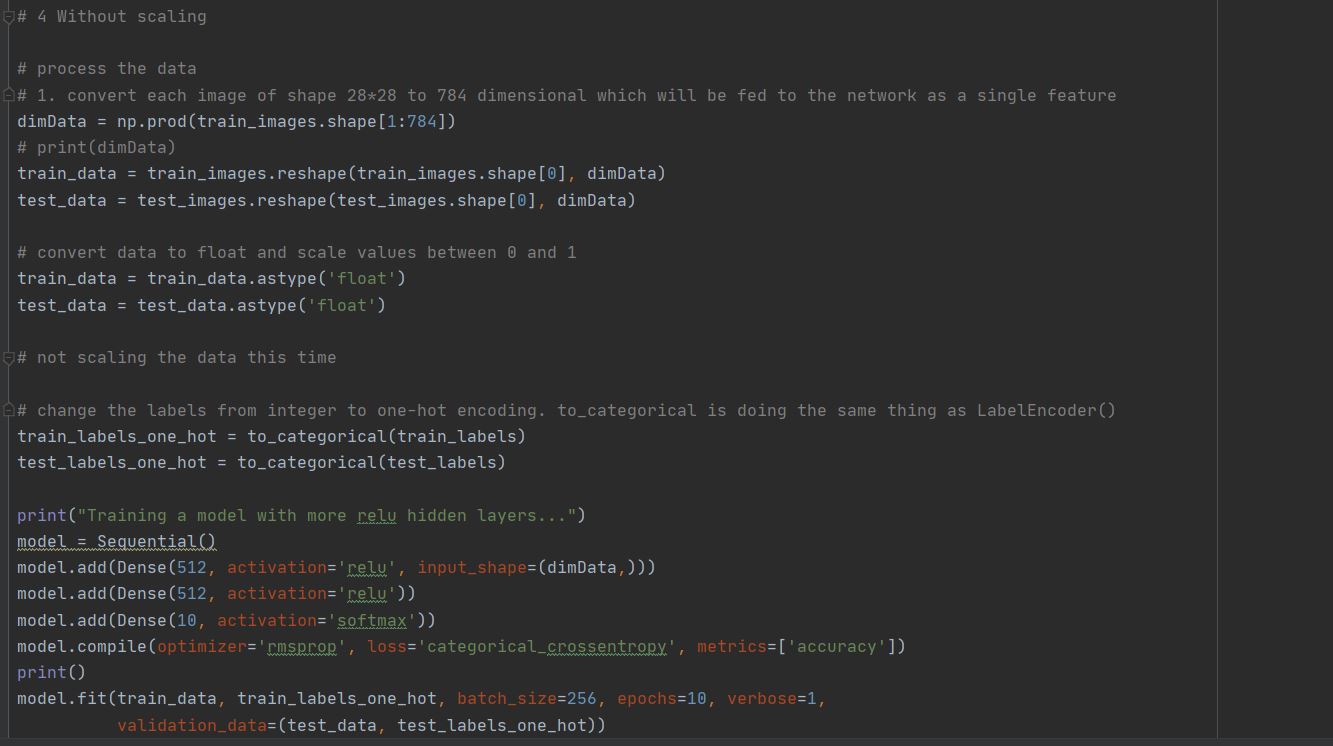 # 4 Without scaling
# process the data
# 1. convert each image of shape 28*28 to 784 dimensional which will be fed to the network as a single feature
dimData = np.prod(train_images.shape[1:784])
# print(dimData)
train_data = train_images.reshape(train_images.shape[0], dimData)
test_data = test_images.reshape(test_images.shape[0], dimData)
# convert data to float and scale values between 0 and 1
train_data = train_data.astype('float')
test_data = test_data.astype('float')
# not scaling the data this time
# change the labels from integer to one-hot encoding. to_categorical is doing the same thing as LabelEncoder()
train_labels_one_hot = to_categorical(train_labels)
test_labels_one_hot = to_categorical(test_labels)
print("Training a model with more relu hidden layers...")
model = Sequential()
model.add(Dense(512, activation='relu', input_shape=(dimData,)))
model.add(Dense(512, activation='relu'))
model.add(Dense(10, activation='softmax'))
model.compile(optimizer='rmsprop', loss='categorical_crossentropy', metrics=['accuracy'])
print()
model.fit(train_data, train_labels_one_hot, batch_size=256, epochs=10, verbose=1,
          validation_data=(test_data, test_labels_one_hot))